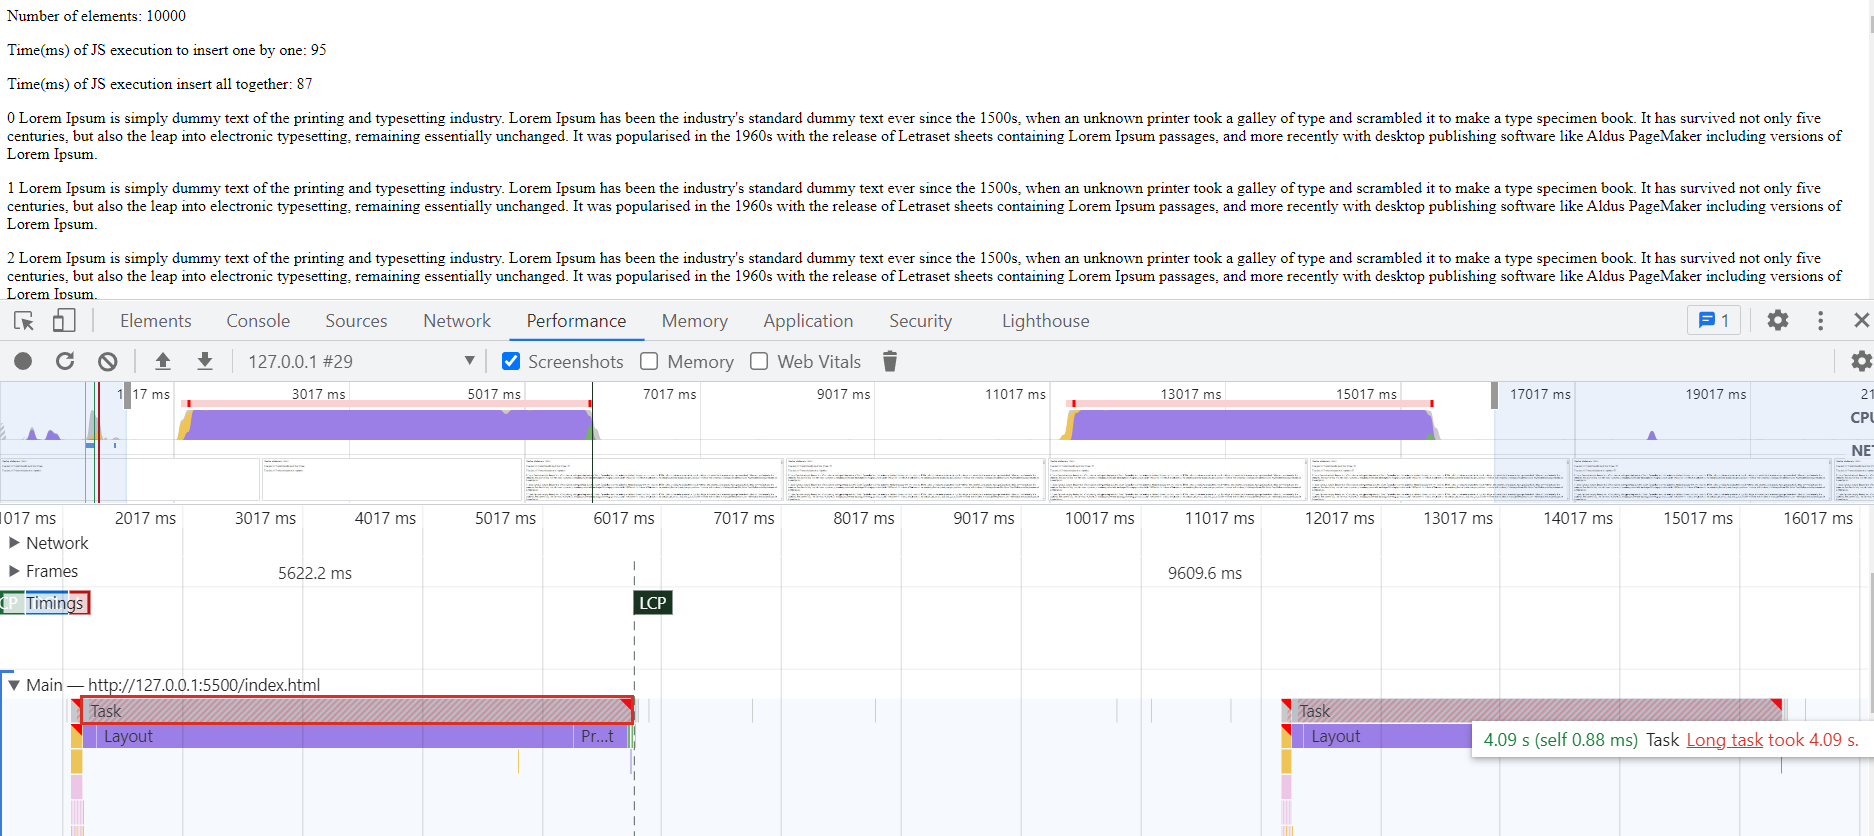 Number of elements: 10000
Time(ms) of JS execution to insert one by one: 95
Time(ms) of JS execution insert all together: 87
0 Lorem Ipsum is simply dummy text of the printing and typesetting industry. Lorem Ipsum has been the industry's standard dummy text ever since the 1500s, when an unknown printer took a galley of type and scrambled it to make a type specimen book. It has survived not only five
centuries, but also the leap into electronic typesetting, remaining essentially unchanged. It was popularised in the 1960s with the release of Letraset sheets containing Lorem Ipsum passages, and more recently with desktop publishing software like Aldus PageMaker including versions of
Lorem Ipsum.
1 Lorem Ipsum is simply dummy text of the printing and typesetting industry. Lorem Ipsum has been the industry's standard dummy text ever since the 1500s, when an unknown printer took a galley of type and scrambled it to make a type specimen book. It has survived not only five
centuries, but also the leap into electronic typesetting, remaining essentially unchanged. It was popularised in the 1960s with the release of Letraset sheets containing Lorem Ipsum passages, and more recently with desktop publishing software like Aldus PageMaker including versions of
Lorem Ipsum.
2 Lorem Ipsum is simply dummy text of the printing and typesetting industry. Lorem Ipsum has been the industry's standard dummy text ever since the 1500s, when an unknown printer took a galley of type and scrambled it to make a type specimen book. It has survived not only five
centuries, but also the leap into electronic typesetting, remaining essentially unchanged. It was popularised in the 1960s with the release of Letraset sheets containing Lorem Ipsum passages, and more recently with desktop publishing software like Aldus PageMaker including versions of
Lorem Ipsum.
Elements Console Sources Network Performance Memory Application Security Lighthouse 1
127.0.0.1 #29 Screenshots Memory Web Vitals
17 ms 3017 ms 5017 ms 7017 ms 9017 ms 11017 ms 13017 ms 15017 ms 17017 ms 19017 ms 21
CPU
NET
1017 ms 2017 ms 3017 ms 4017 ms 5017 ms 6017 ms 7017 ms 8017 ms 9017 ms 10017 ms 11017 ms 12017 ms 13017 ms 14017 ms 15017 ms 16017 ms
Network
Frames 5622.2 ms 9609.6 ms
CP Timings LCP
Main — http://127.0.0.1:5500/index.html
Task Task
Layout Pr...t Layout 4.09 s (self 0.88 ms) Task Long task took 4.09 s.